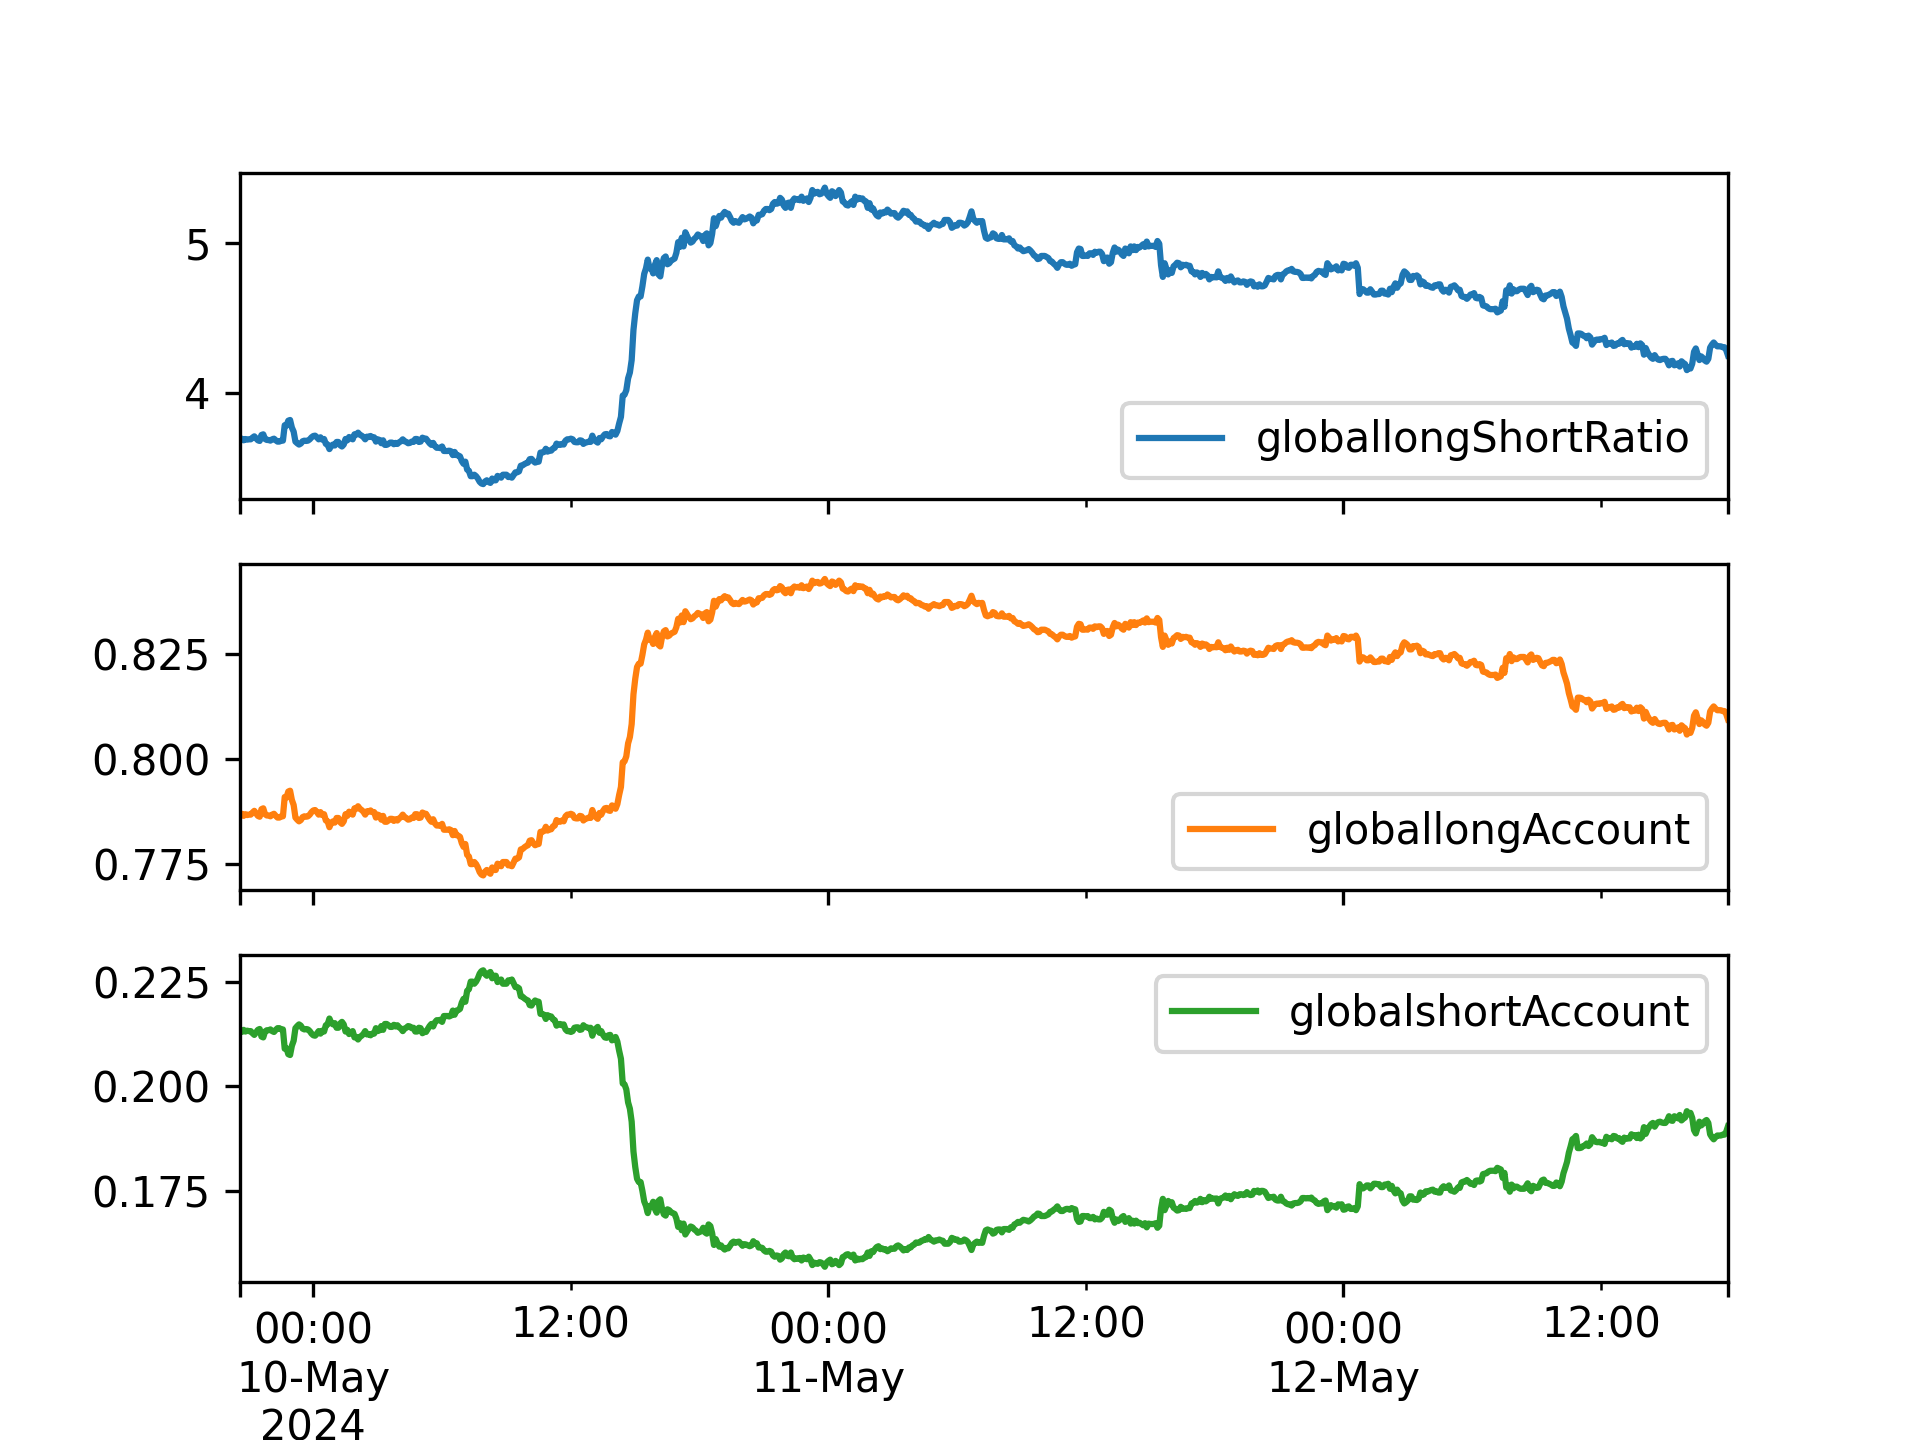 5
4
globallongShortRatio
0.825
0.800
0.775
globallongAccount
0.225
0.200
0.175
globalshortAccount
00:00 12:00 00:00 12:00 00:00 12:00
10-May 11-May 12-May
2024